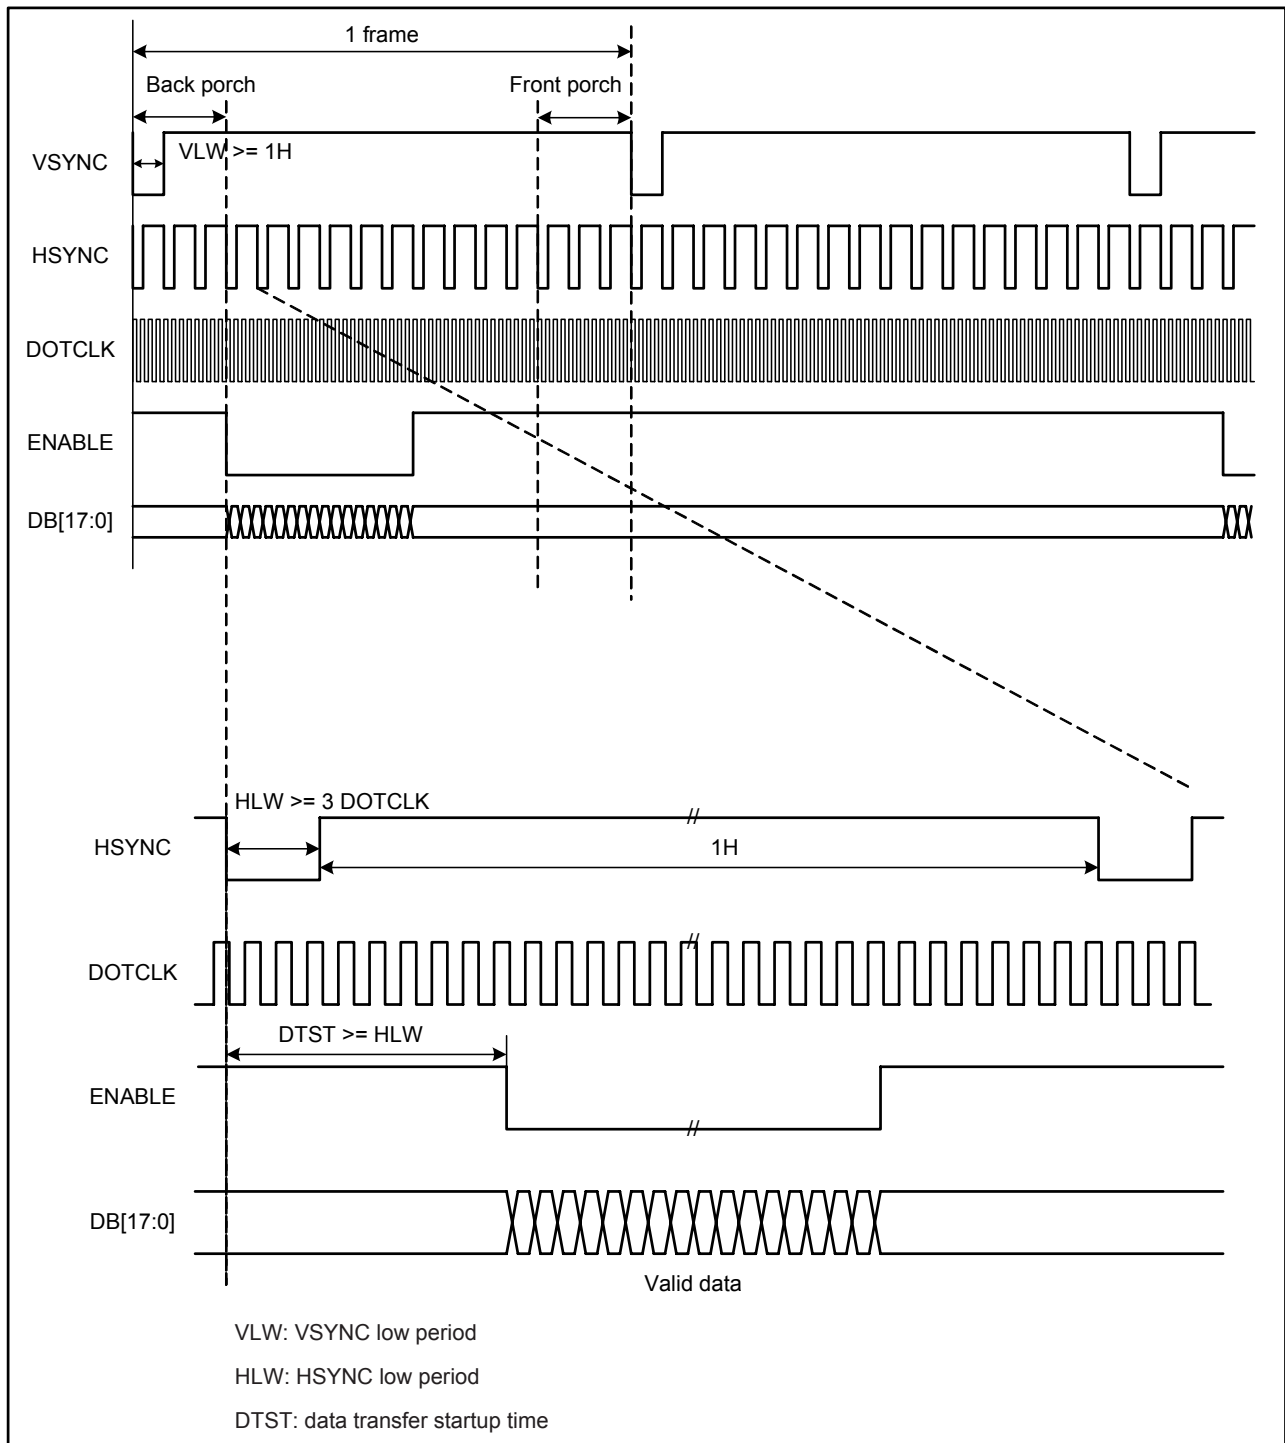 1 frame
Back porch
Front porch
VLW >= 1H
VSYNC
HSYNC
DOTCLK
ENABLE
DB[17:0]
HLW >= 3 DOTCLK
//
HSYNC
1H
//
DOTCLK
DTST >= HLW
ENABLE
//
DB[17:0]
Valid data
VLW: VSYNC low period
HLW: HSYNC low period
DTST: data transfer startup time